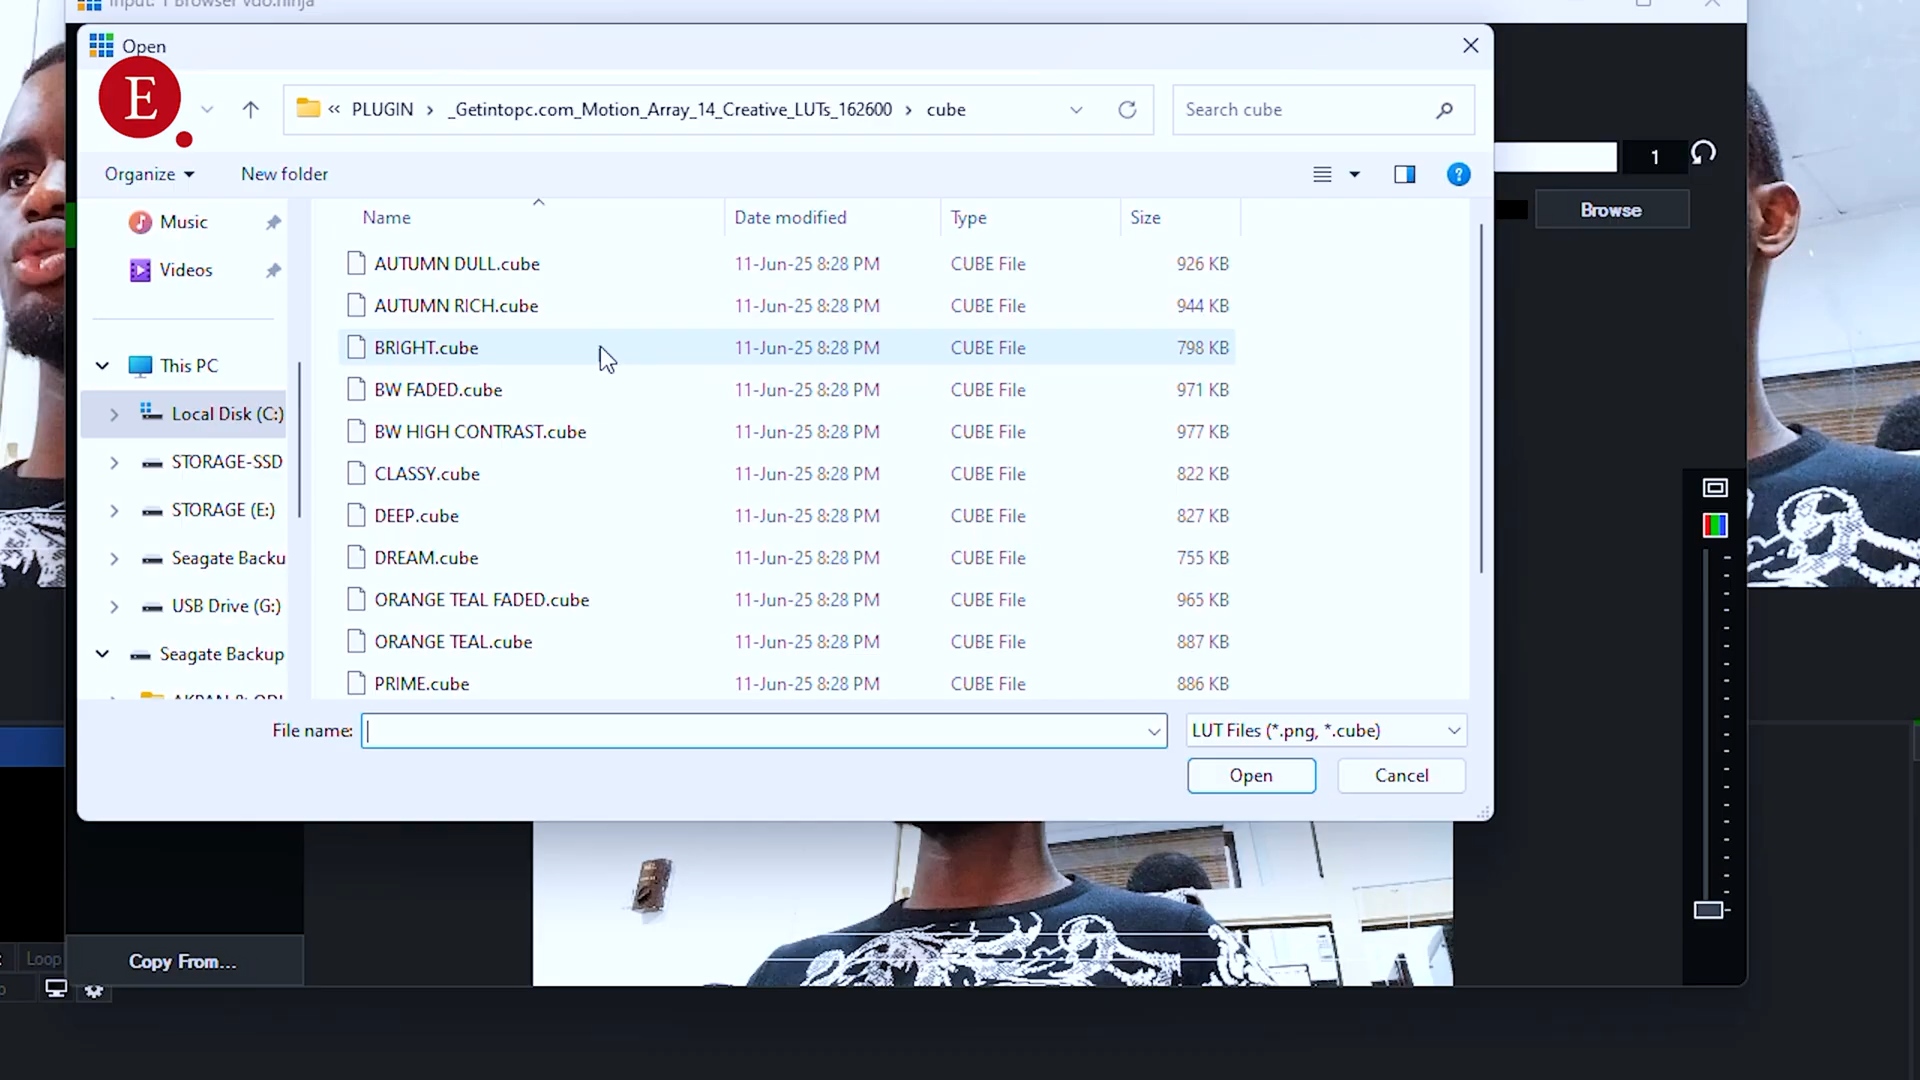 Input: 1 Browser vdo.ninja
Open
E
« PLUGIN › _Getintopc.com_Motion_Array_14_Creative_LUTs_162600 › cube
Search cube
Organize
New folder
Name
Date modified
Type
Size
Music
Videos
This PC
Local Disk (C:)
STORAGE-SSD
STORAGE (E:)
Seagate Backu
USB Drive (G:)
Seagate Backup
AUTUMN DULL.cube 11-Jun-25 8:28 PM CUBE File 926 KB
AUTUMN RICH.cube 11-Jun-25 8:28 PM CUBE File 944 KB
BRIGHT.cube 11-Jun-25 8:28 PM CUBE File 798 KB
BW FADED.cube 11-Jun-25 8:28 PM CUBE File 971 KB
BW HIGH CONTRAST.cube 11-Jun-25 8:28 PM CUBE File 977 KB
CLASSY.cube 11-Jun-25 8:28 PM CUBE File 822 KB
DEEP.cube 11-Jun-25 8:28 PM CUBE File 827 KB
DREAM.cube 11-Jun-25 8:28 PM CUBE File 755 KB
ORANGE TEAL FADED.cube 11-Jun-25 8:28 PM CUBE File 965 KB
ORANGE TEAL.cube 11-Jun-25 8:28 PM CUBE File 887 KB
PRIME.cube 11-Jun-25 8:28 PM CUBE File 886 KB
File name:
LUT Files (*.png, *.cube)
Open
Cancel
1
Browse
Copy From...
Loop